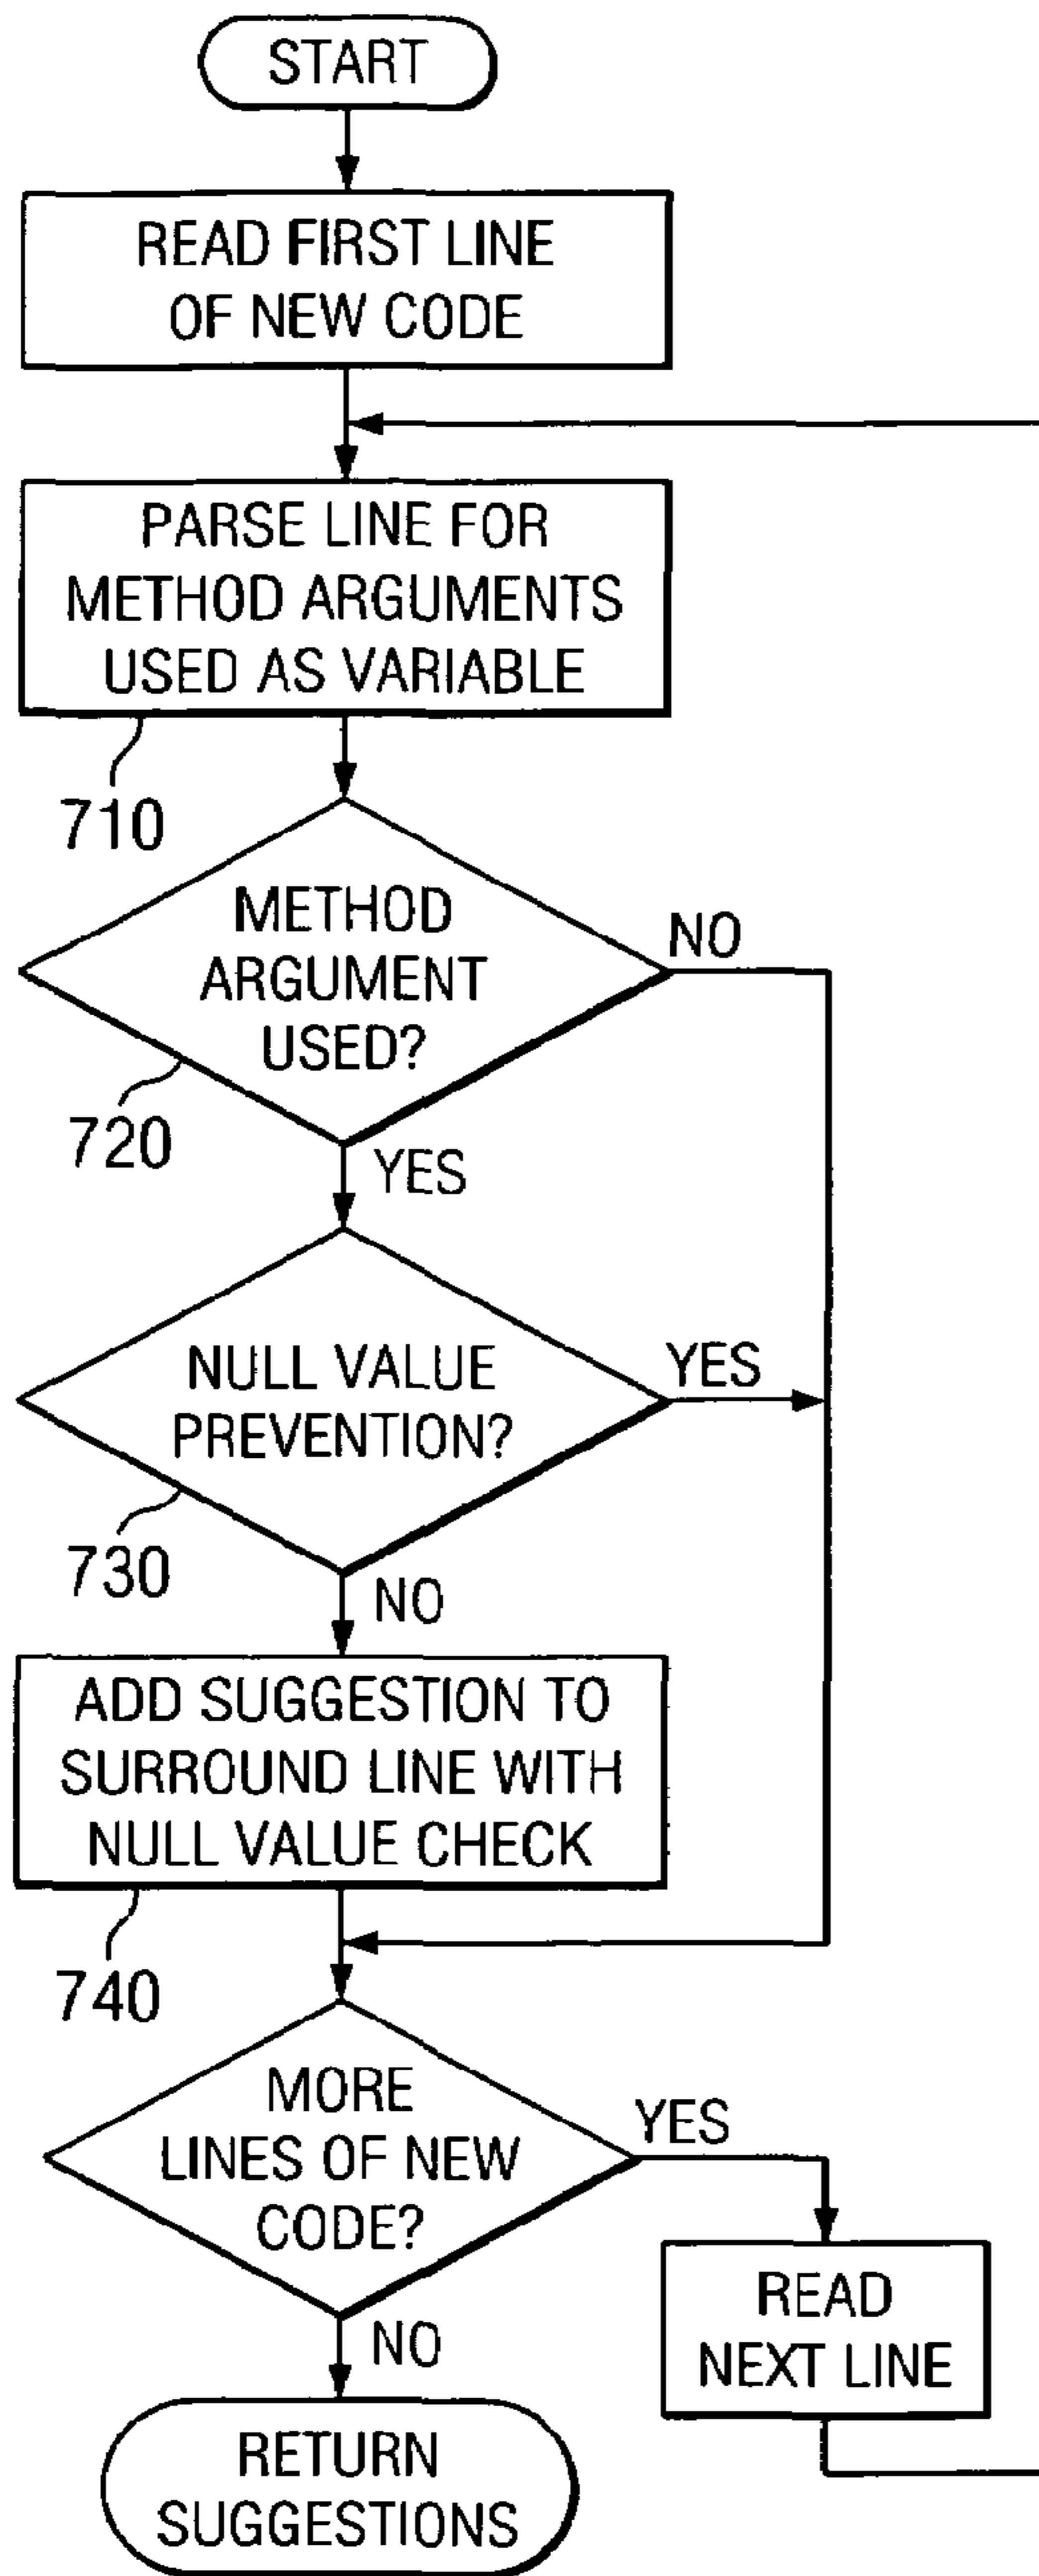 START
READ FIRST LINE
OF NEW CODE
PARSE LINE FOR
METHOD ARGUMENTS
USED AS VARIABLE
710
METHOD
ARGUMENT
USED?
NO
720
YES
NULL VALUE
PREVENTION?
YES
730
NO
ADD SUGGESTION TO
SURROUND LINE WITH
NULL VALUE CHECK
740
MORE
LINES OF NEW
CODE?
YES
READ
NEXT LINE
NO
RETURN
SUGGESTIONS